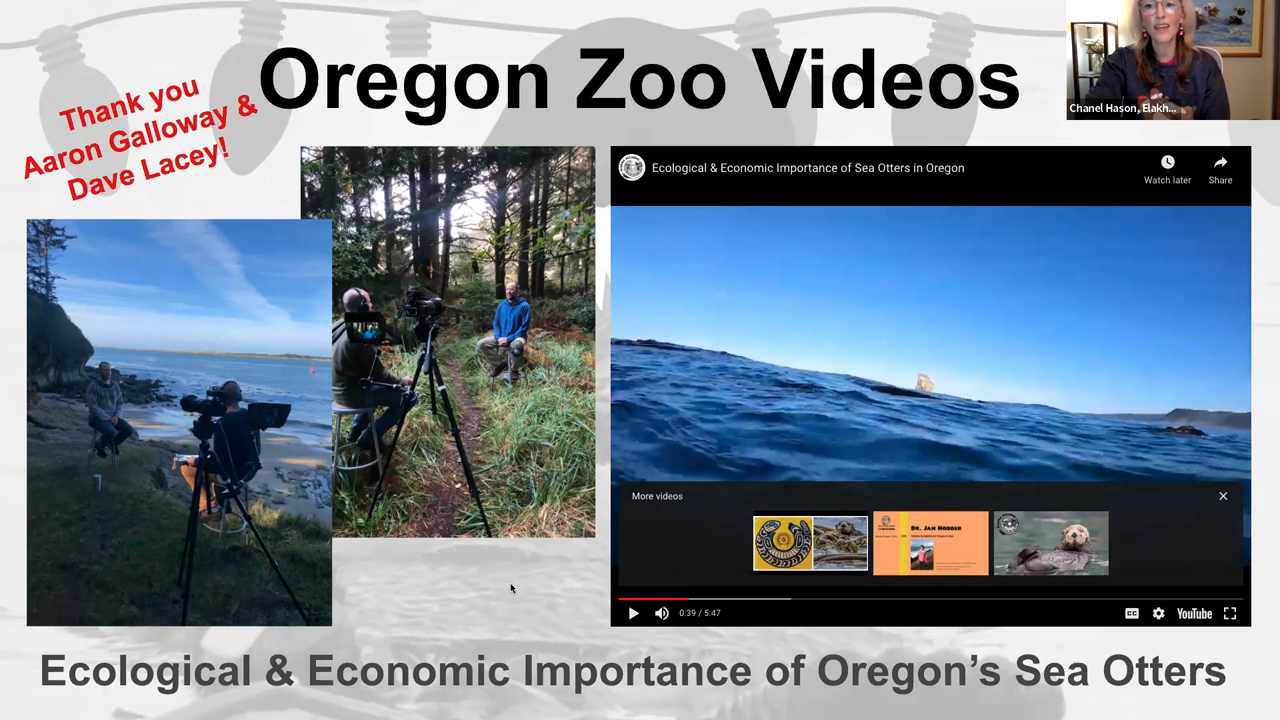 Oregon Zoo Videos
Thank you
Aaron Galloway &
Dave Lacey!
Chanel Hason, Elakh...
Ecological & Economic Importance of Sea Otters in Oregon
Watch later
Share
More videos
DR. JAN HODDER
0:39 / 5:47
CC
YouTube
Ecological & Economic Importance of Oregon’s Sea Otters